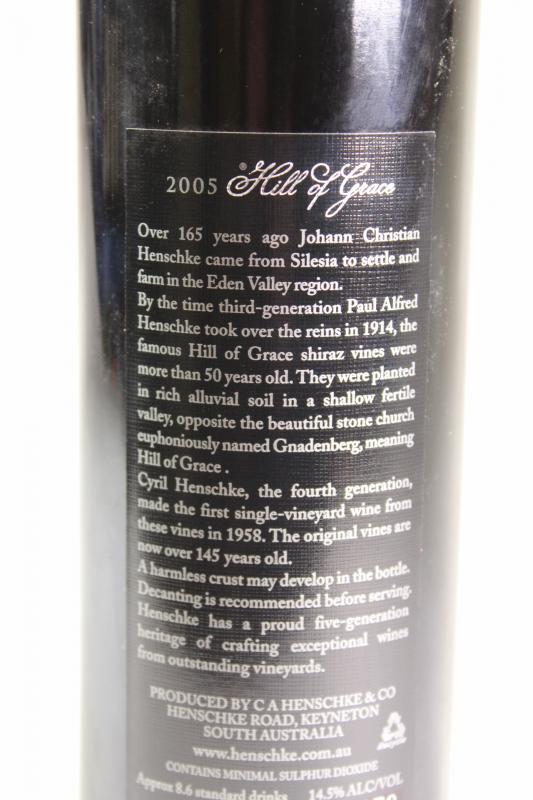 2005 ® Hill of Grace
Over 165 years ago Johann Christian
Henschke came from Silesia to settle and
farm in the Eden Valley region.
By the time third-generation Paul Alfred
Henschke took over the reins in 1914, the
famous Hill of Grace shiraz vines were
more than 50 years old. They were planted
in rich alluvial soil in a shallow fertile
valley, opposite the beautiful stone church
euphoniously named Gnadenberg, meaning
Hill of Grace .
Cyril Henschke, the fourth generation,
made the first single-vineyard wine from
these vines in 1958. The original vines are
now over 145 years old.
A harmless crust may develop in the bottle.
Decanting is recommended before serving.
Henschke has a proud five-generation
heritage of crafting exceptional wines
from outstanding vineyards.
PRODUCED BY C A HENSCHKE & CO
HENSCHKE ROAD, KEYNETON
SOUTH AUSTRALIA
www.henschke.com.au
CONTAINS MINIMAL SULPHUR DIOXIDE
Approx 8.6 standard drinks 14.5% ALC/VOL